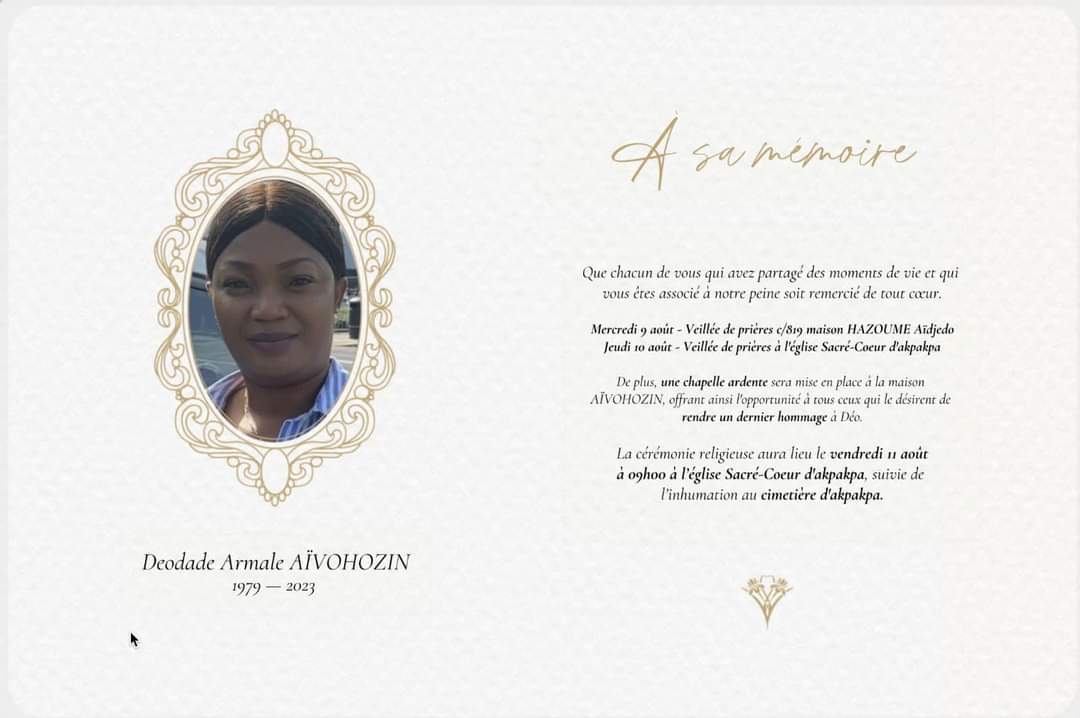 Deodade Armale AÏVOHOZIN
1979 — 2023
À sa mémoire
Que chacun de vous qui avez partagé des moments de vie et qui
vous êtes associé à notre peine soit remercié de tout cœur.
Mercredi 9 août - Veillée de prières c/819 maison HAZOUME Aïdjedo
Jeudi 10 août - Veillée de prières à l'église Sacré-Coeur d'akpakpa
De plus, une chapelle ardente sera mise en place à la maison
AÏVOHOZIN, offrant ainsi l'opportunité à tous ceux qui le désirent de
rendre un dernier hommage à Déo.
La cérémonie religieuse aura lieu le vendredi 11 août
à 09h00 à l'église Sacré-Coeur d'akpakpa, suivie de
l'inhumation au cimetière d'akpakpa.